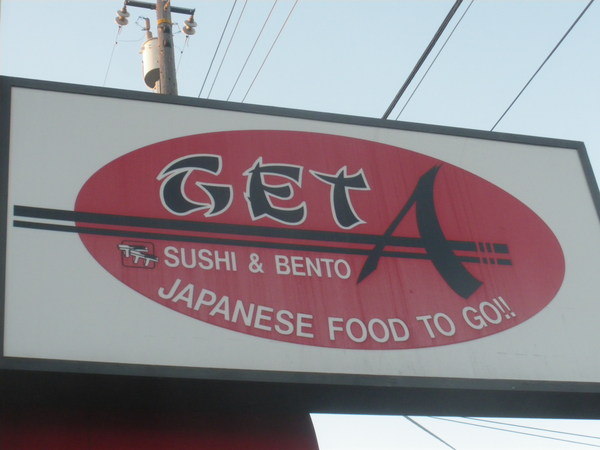 GETA
SUSHI & BENTO
JAPANESE FOOD TO GO!!